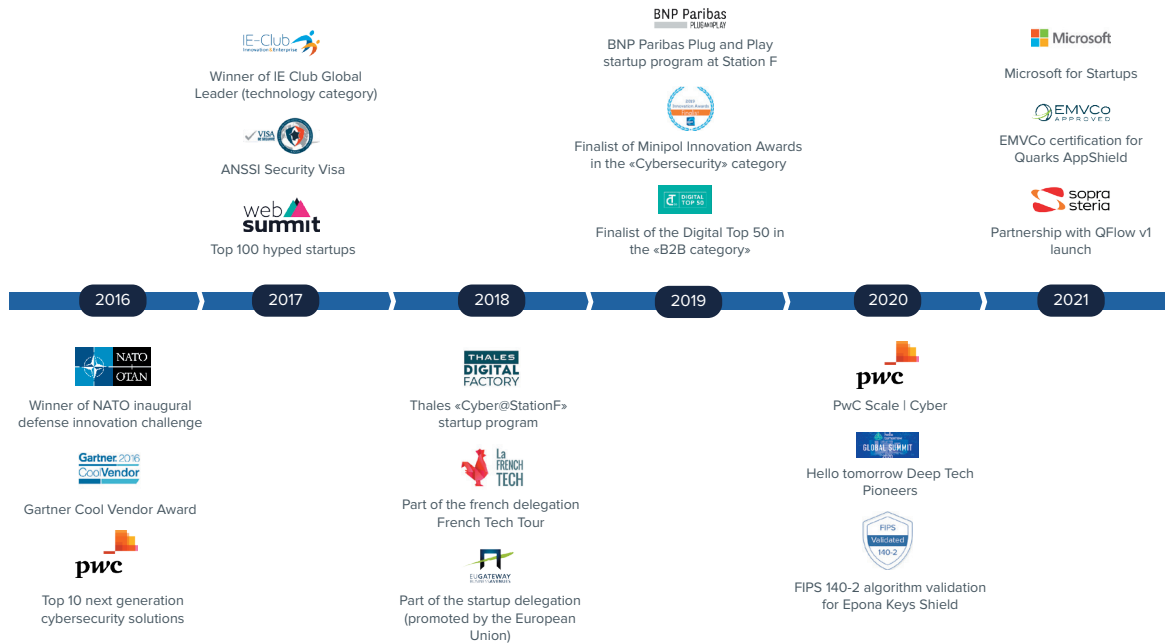 IE-Club
Innovation&Enterprise
Winner of IE Club Global
Leader (technology category)
VISA
ANSSI Security Visa
web
summit
Top 100 hyped startups
BNP Paribas
PLUG AND PLAY
BNP Paribas Plug and Play
startup program at Station F
Innovation Awards
Finalist of Minipol Innovation Awards
in the «Cybersecurity» category
DIGITAL
TOP 50
Finalist of the Digital Top 50 in
the «B2B category»
Microsoft
Microsoft for Startups
EMVCo
APPROVED
EMVCo certification for
Quarks AppShield
sopra
steria
Partnership with QFlow v1
launch
2016
2017
2018
2019
2020
2021
NATO
OTAN
Winner of NATO inaugural
defense innovation challenge
Gartner 2016
CoolVendor
Gartner Cool Vendor Award
pwc
Top 10 next generation
cybersecurity solutions
THALES
DIGITAL
FACTORY
Thales «Cyber@StationF»
startup program
La
FRENCH
TECH
Part of the french delegation
French Tech Tour
EUGATEWAY
BUSINESS AVENUES
Part of the startup delegation
(promoted by the European
Union)
pwc
PwC Scale | Cyber
GLOBAL SUMMIT
Hello tomorrow Deep Tech
Pioneers
FIPS
Validated
140-2
FIPS 140-2 algorithm validation
for Epona Keys Shield